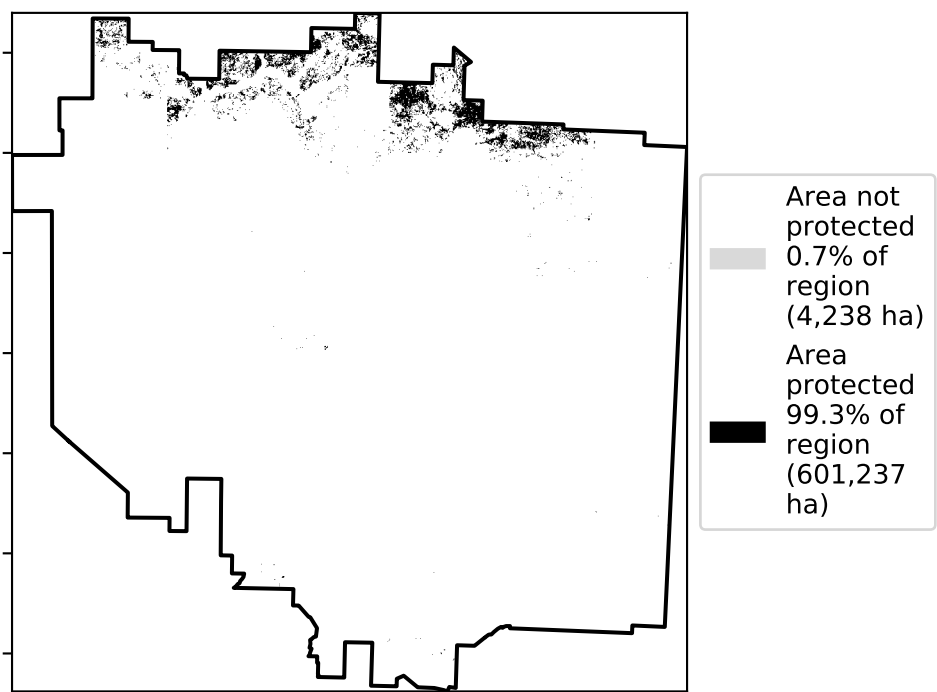 Area not
protected
0.7% of
region
(4,238 ha)
Area
protected
99.3% of
region
(601,237
ha)